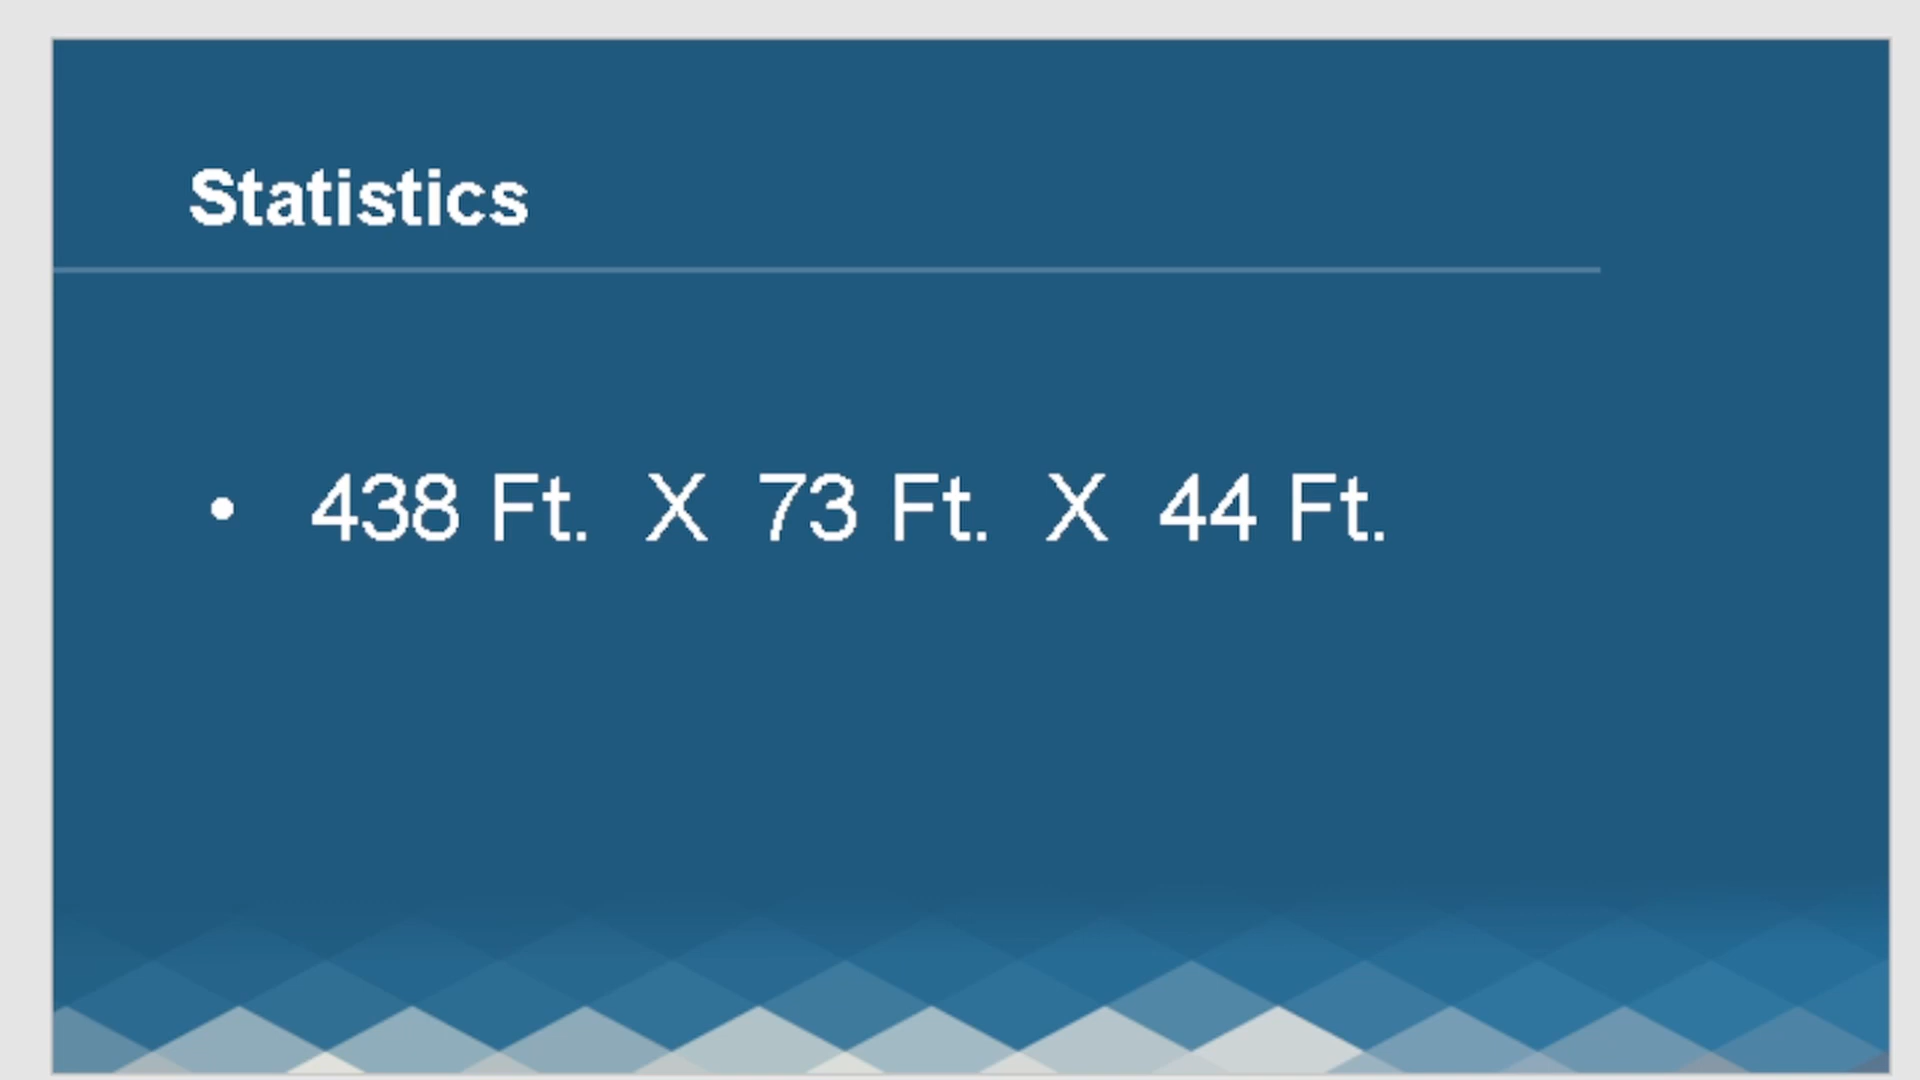 Statistics
• 438 Ft. X 73 Ft. X 44 Ft.